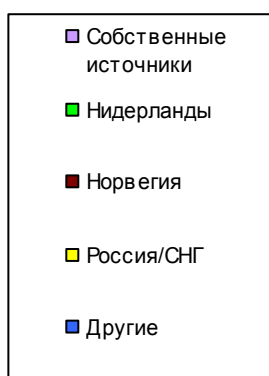 Собственные
источники
Нидерланды
Норвегия
Россия/СНГ
Другие